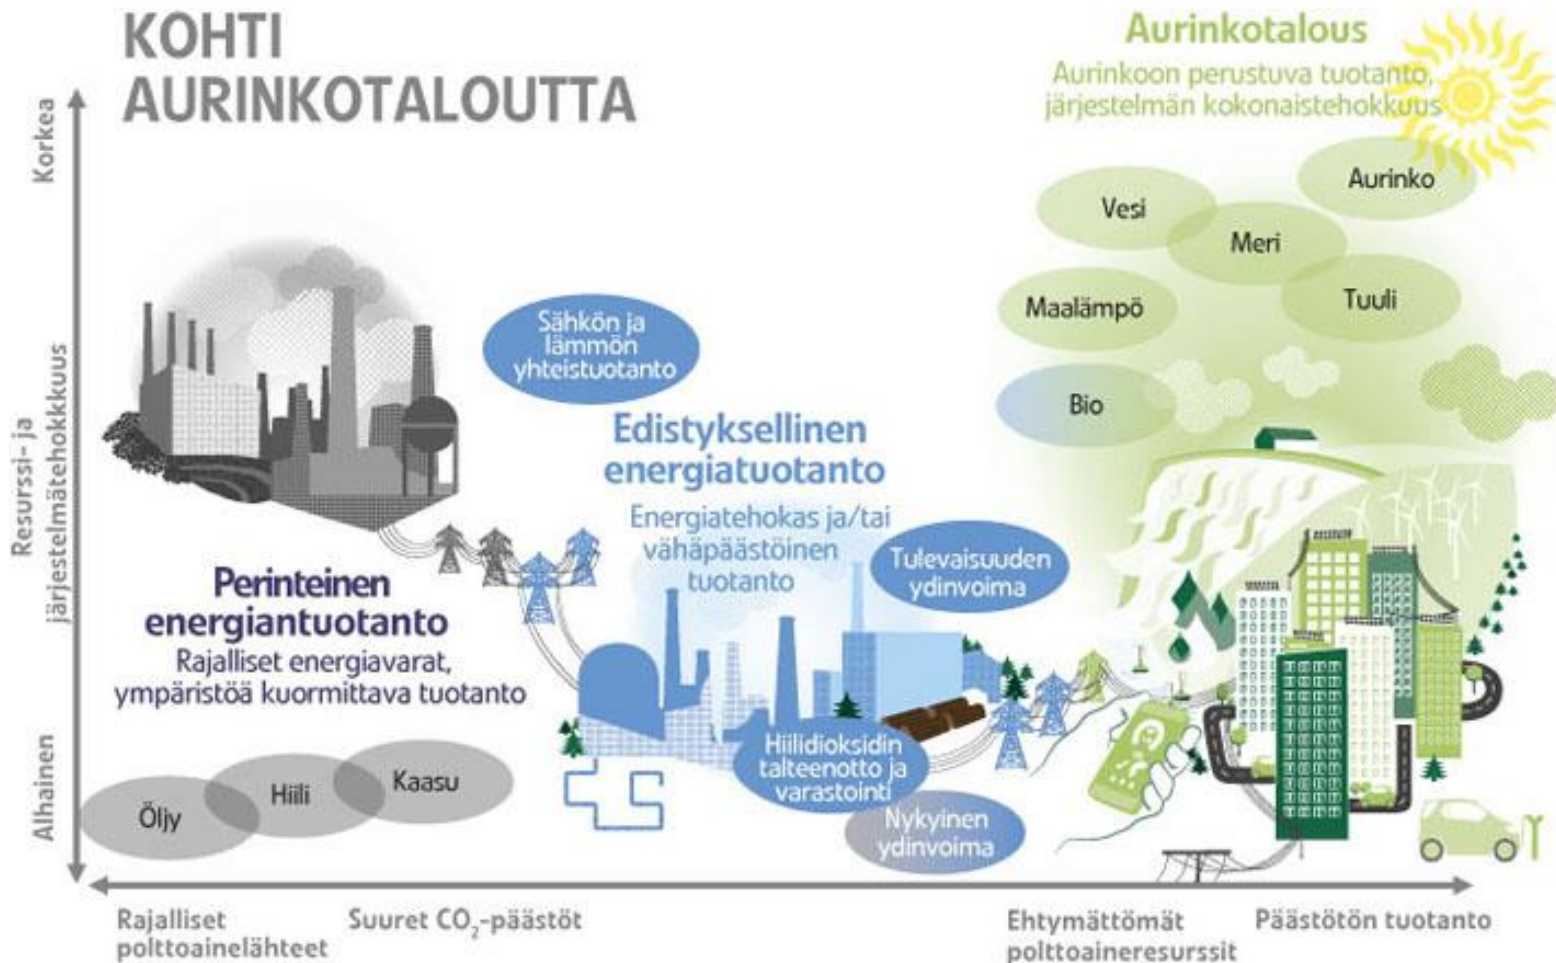 KOHTI
AURINKOTALOUTTA
Aurinkotalous
Aurinkoon perustuva tuotanto,
järjestelmän kokonaistehokkuus
Korkea
Resurssi- ja
järjestelmätehokkkuus
Alhainen
Vesi
Aurinko
Meri
Maalämpö
Tuuli
Bio
Sähkön ja
lämmön
yhteistuotanto
Edistyksellinen
energiatuotanto
Energiatehokas ja/tai
vähäpäästöinen
tuotanto
Tulevaisuuden
ydinvoima
Perinteinen
energiantuotanto
Rajalliset energiavarat,
ympäristöä kuormittava tuotanto
Hiilidioksidin
talteenotto ja
varastointi
Nykyinen
ydinvoima
Öljy
Hiili
Kaasu
Rajalliset
polttoainelähteet
Suuret CO₂-päästöt
Ehtymättömät
polttoaineresurssit
Päästötön tuotanto